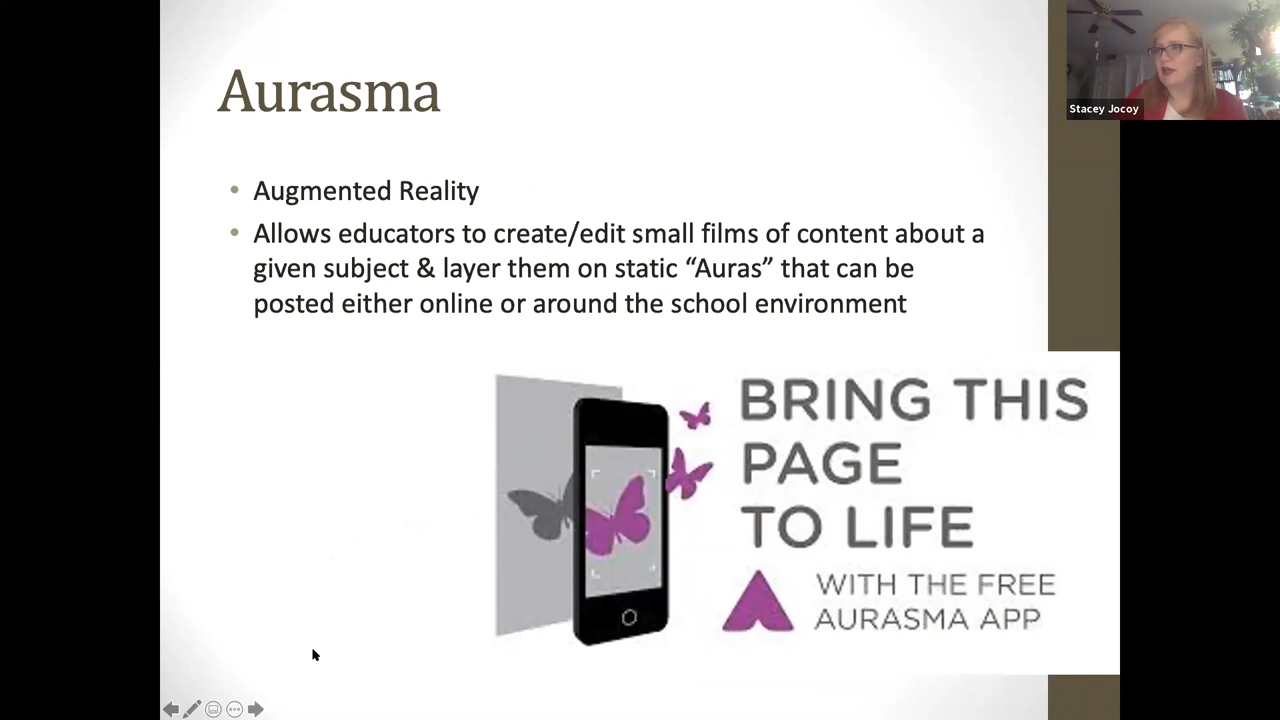 Aurasma
Stacey Jocoy
• Augmented Reality
• Allows educators to create/edit small films of content about a
given subject & layer them on static “Auras” that can be
posted either online or around the school environment
BRING THIS
PAGE
TO LIFE
WITH THE FREE
AURASMA APP